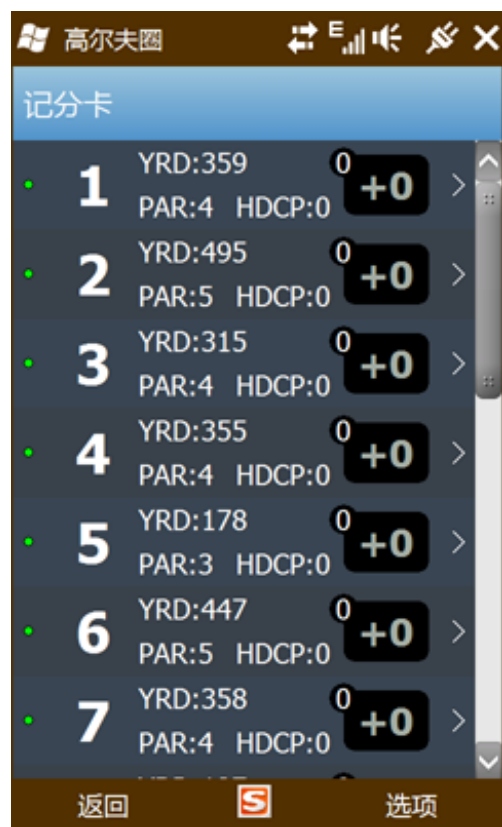 高尔夫圈
E
记分卡
1
YRD:359
PAR:4 HDCP:0
0
+0
2
YRD:495
PAR:5 HDCP:0
0
+0
3
YRD:315
PAR:4 HDCP:0
0
+0
4
YRD:355
PAR:4 HDCP:0
0
+0
5
YRD:178
PAR:3 HDCP:0
0
+0
6
YRD:447
PAR:5 HDCP:0
0
+0
7
YRD:358
PAR:4 HDCP:0
0
+0
返回
S
选项